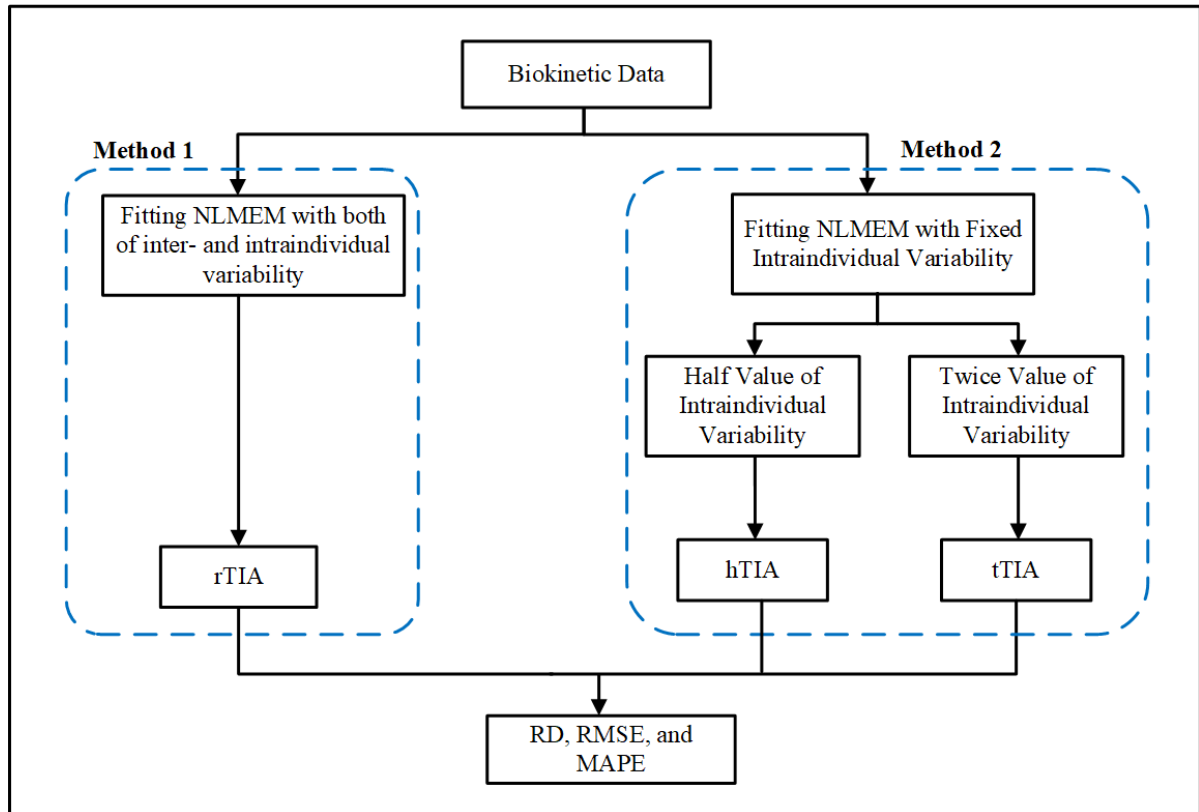 Biokinetic Data
Method 1
Method 2
Fitting NLMEM with both
of inter- and intraindividual
variability
Fitting NLMEM with Fixed
Intraindividual Variability
Half Value of
Intraindividual
Variability
Twice Value of
Intraindividual
Variability
rTIA
hTIA
tTIA
RD, RMSE, and
MAPE